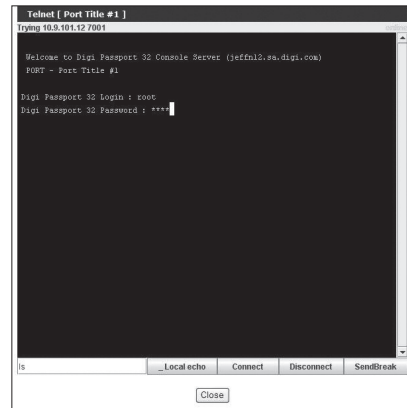 Telnet [ Port Title #1 ]
Trying 10.9.101.12 7001
online
Welcome to Digi Passport 32 Console Server (jeffnl2.sa.digi.com)
PORT - Port Title #1
Digi Passport 32 Login : root
Digi Passport 32 Password : ****
ls
_ Local echo
Connect
Disconnect
SendBreak
Close